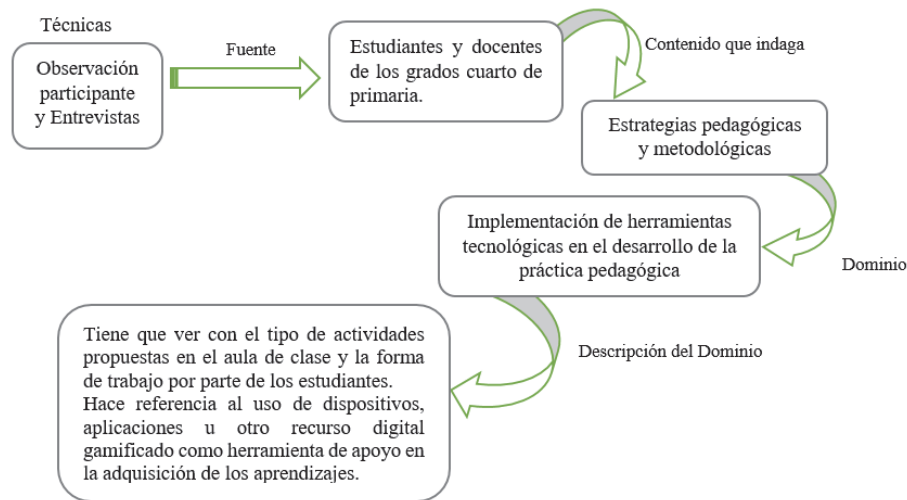 Técnicas
Observación
participante
y Entrevistas
Fuente
Estudiantes y docentes
de los grados cuarto de
primaria.
Contenido que indaga
Estrategias pedagógicas
y metodológicas
Dominio
Implementación de herramientas
tecnológicas en el desarrollo de la
práctica pedagógica
Descripción del Dominio
Tiene que ver con el tipo de actividades
propuestas en el aula de clase y la forma
de trabajo por parte de los estudiantes.
Hace referencia al uso de dispositivos,
aplicaciones u otro recurso digital
gamificado como herramienta de apoyo en
la adquisición de los aprendizajes.